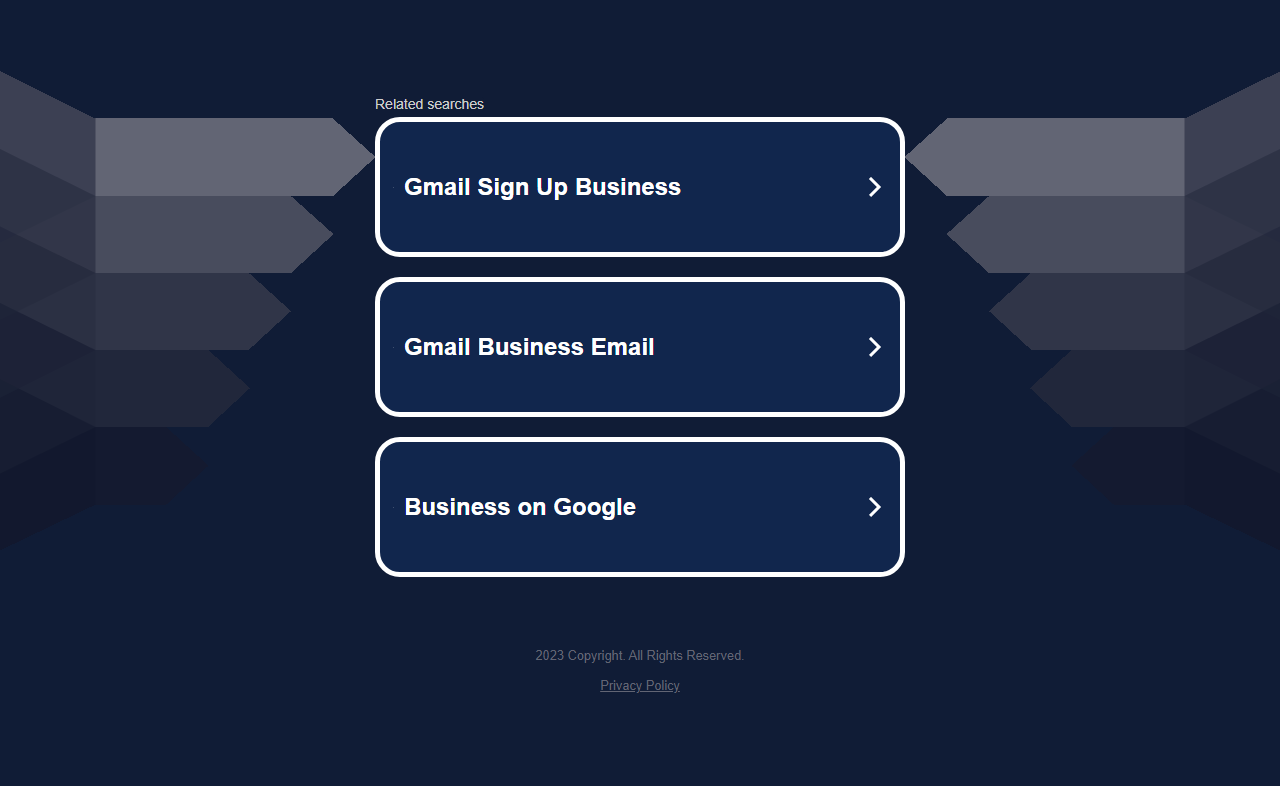 Related searches
Gmail Sign Up Business
Gmail Business Email
Business on Google
2023 Copyright. All Rights Reserved.
Privacy Policy